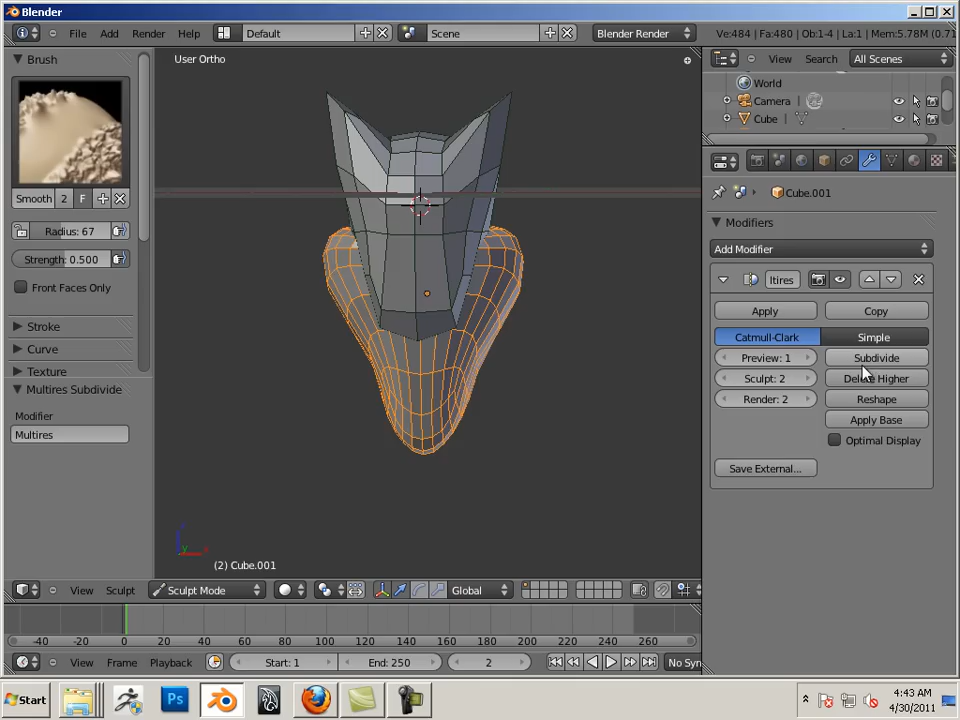 Blender
File Add Render Help Default Scene Blender Render Ve:484 | Fa:480 | Ob:1-4 | La:1 | Mem:5.78M (0.71
Brush
User Ortho
View Search All Scenes
World
Camera
Cube
Smooth 2 F
Cube.001
Radius: 67
Modifiers
Strength: 0.500
Add Modifier
Front Faces Only
ltires
Apply Copy
Stroke
Catmull-Clark Simple
Curve
Preview: 1 Subdivide
Texture
Sculpt: 2 Delete Higher
Multires Subdivide
Render: 2 Reshape
Modifier
Apply Base
Multires
Optimal Display
Save External...
z
y x
(2) Cube.001
View Sculpt Sculpt Mode Global
-40 -20 0 20 40 60 80 100 120 140 160 180 200 220 240 260
View Frame Playback Start: 1 End: 250 2 No Syn
Start Ps 4:43 AM
4/30/2011